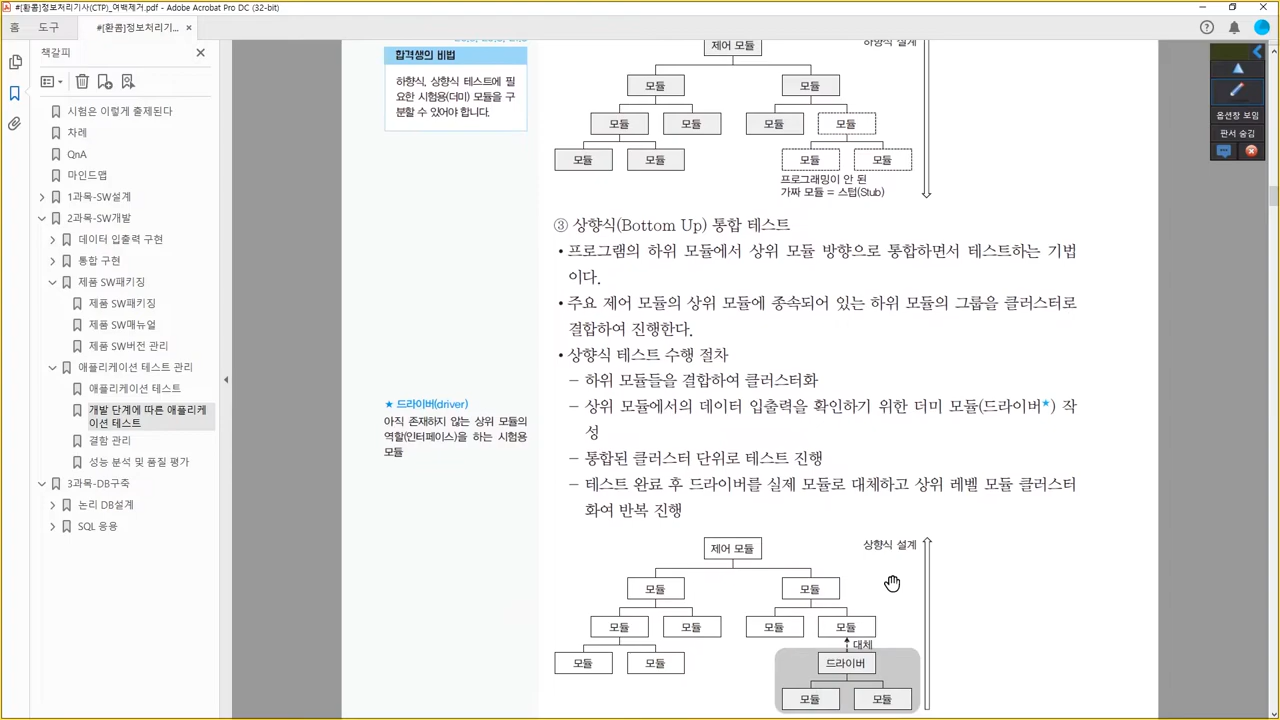 #[환콤]정보처리기사(CTP)_여백제거.pdf - Adobe Acrobat Pro DC (32-bit)
홈 도구 #[환콤]정보처리기... ×
책갈피
시험은 이렇게 출제된다
차례
QnA
마인드맵
1과목-SW설계
2과목-SW개발
데이터 입출력 구현
통합 구현
제품 SW패키징
제품 SW패키징
제품 SW매뉴얼
제품 SW버전 관리
애플리케이션 테스트 관리
애플리케이션 테스트
개발 단계에 따른 애플리케
이션 테스트
결함 관리
성능 분석 및 품질 평가
3과목-DB구축
논리 DB설계
SQL 응용
합격생의 비법
하향식, 상향식 테스트에 필
요한 시험용(더미) 모듈을 구
분할 수 있어야 합니다.
제어 모듈
하향식 설계
모듈 모듈
모듈 모듈 모듈 모듈
모듈 모듈 모듈 모듈
프로그래밍이 안 된
가짜 모듈 = 스텁(Stub)
③ 상향식(Bottom Up) 통합 테스트
• 프로그램의 하위 모듈에서 상위 모듈 방향으로 통합하면서 테스트하는 기법
이다.
• 주요 제어 모듈의 상위 모듈에 종속되어 있는 하위 모듈의 그룹을 클러스터로
결합하여 진행한다.
• 상향식 테스트 수행 절차
– 하위 모듈들을 결합하여 클러스터화
– 상위 모듈에서의 데이터 입출력을 확인하기 위한 더미 모듈(드라이버★) 작
성
– 통합된 클러스터 단위로 테스트 진행
– 테스트 완료 후 드라이버를 실제 모듈로 대체하고 상위 레벨 모듈 클러스터
화여 반복 진행
★ 드라이버(driver)
아직 존재하지 않는 상위 모듈의
역할(인터페이스)을 하는 시험용
모듈
제어 모듈
상향식 설계
모듈 모듈
모듈 모듈 모듈 모듈
대체
모듈 모듈 드라이버
모듈 모듈
옵션창 보임
판서 숨김